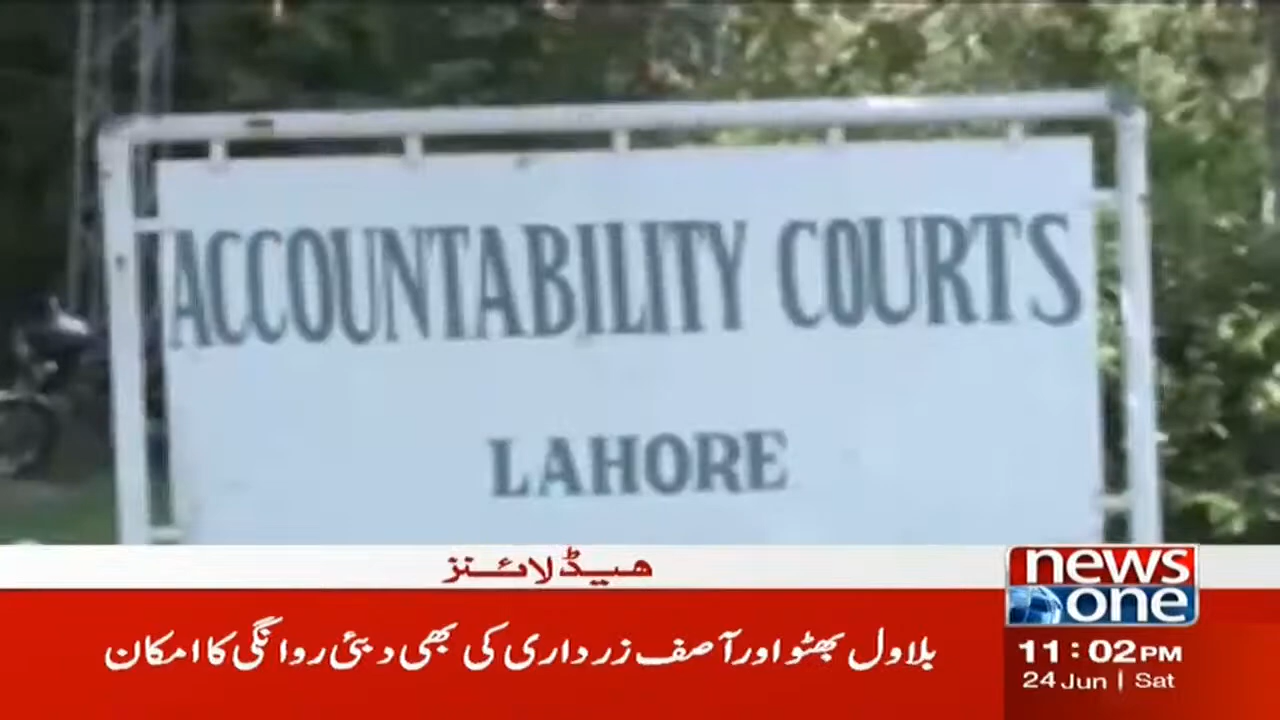 ACCOUNTABILITY COURTS
LAHORE
ھیڈلائنز
news
one
بلاول بھٹو اور آصف زرداری کی بھی دبئی روانگی کا امکان
11:02PM
24 Jun | Sat